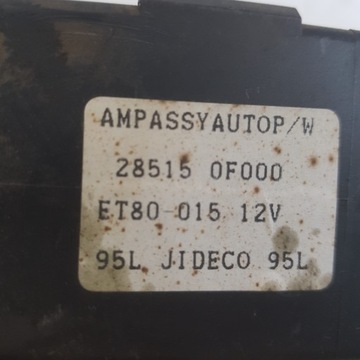 AMPASSYAUTOP/W
28515 0F000
ET80-015 12V
95L JIDECO 95L